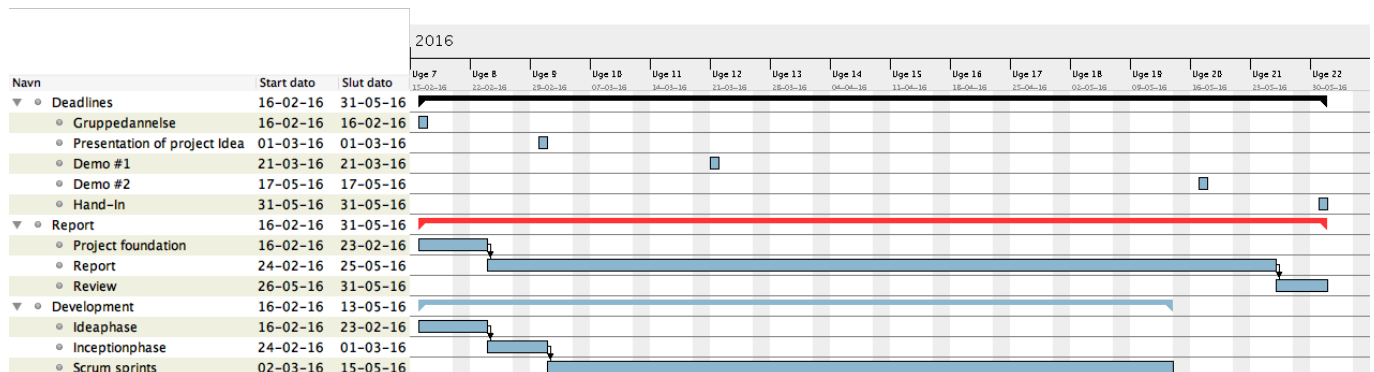 2016
Navn Start dato Slut dato Uge 7 Uge 8 Uge 9 Uge 10 Uge 11 Uge 12 Uge 13 Uge 14 Uge 15 Uge 16 Uge 17 Uge 18 Uge 19 Uge 20 Uge 21 Uge 22
15-02-16 22-02-16 29-02-16 07-03-16 14-03-16 21-03-16 28-03-16 04-04-16 11-04-16 18-04-16 25-04-16 02-05-16 09-05-16 16-05-16 23-05-16 30-05-16
Deadlines 16-02-16 31-05-16
Gruppedannelse 16-02-16 16-02-16
Presentation of project Idea 01-03-16 01-03-16
Demo #1 21-03-16 21-03-16
Demo #2 17-05-16 17-05-16
Hand-In 31-05-16 31-05-16
Report 16-02-16 31-05-16
Project foundation 16-02-16 23-02-16
Report 24-02-16 25-05-16
Review 26-05-16 31-05-16
Development 16-02-16 13-05-16
Ideaphase 16-02-16 23-02-16
Inceptionphase 24-02-16 01-03-16
Scrum sprints 02-03-16 15-05-16